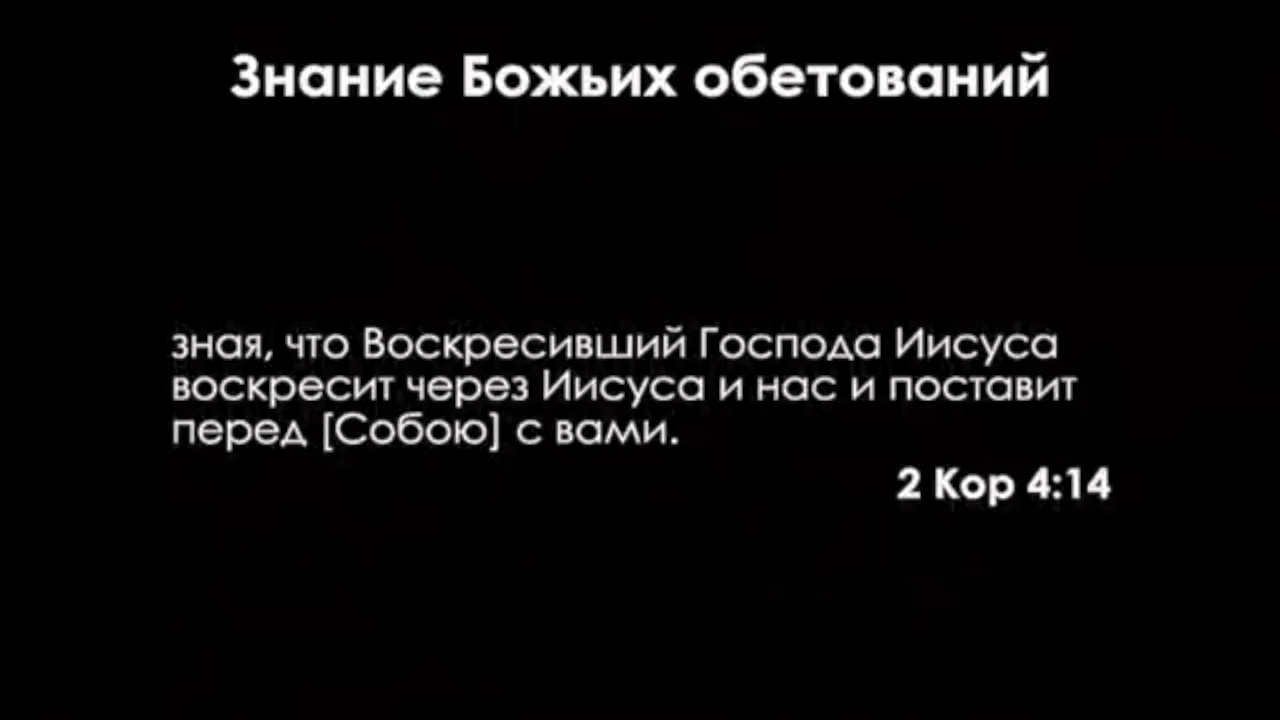 Знание Божьих обетований
зная, что Воскресивший Господа Иисуса
воскресит через Иисуса и нас и поставит
перед [Собою] с вами.
2 Кор 4:14